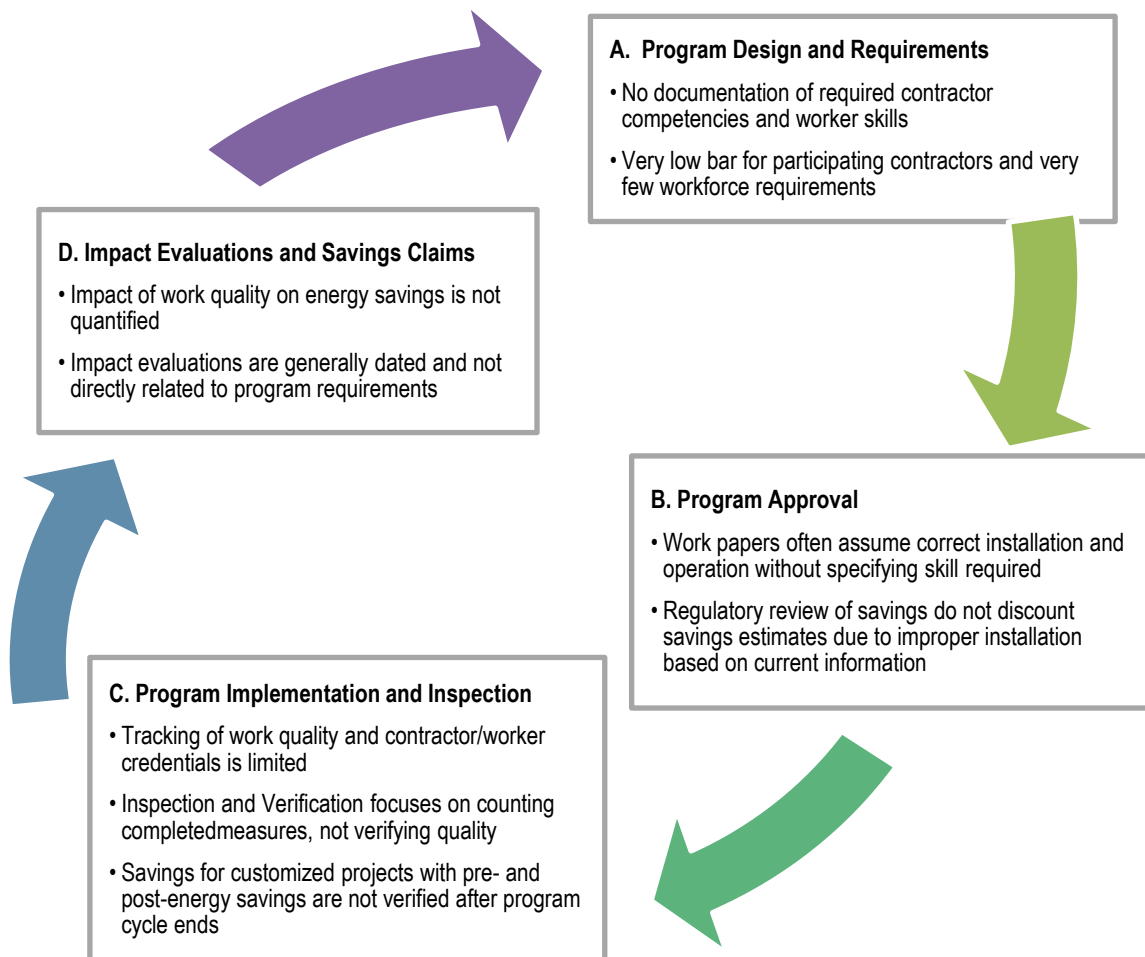 A.  Program Design and Requirements
• No documentation of required contractor
competencies and worker skills
• Very low bar for participating contractors and very
few workforce requirements
B. Program Approval
• Work papers often assume correct installation and
operation without specifying skill required
• Regulatory review of savings do not discount
savings estimates due to improper installation
based on current information
C. Program Implementation and Inspection
• Tracking of work quality and contractor/worker
credentials is limited
• Inspection and Verification focuses on counting
completedmeasures, not verifying quality
• Savings for customized projects with pre- and
post-energy savings are not verified after program
cycle ends
D. Impact Evaluations and Savings Claims
• Impact of work quality on energy savings is not
quantified
• Impact evaluations are generally dated and not
directly related to program requirements